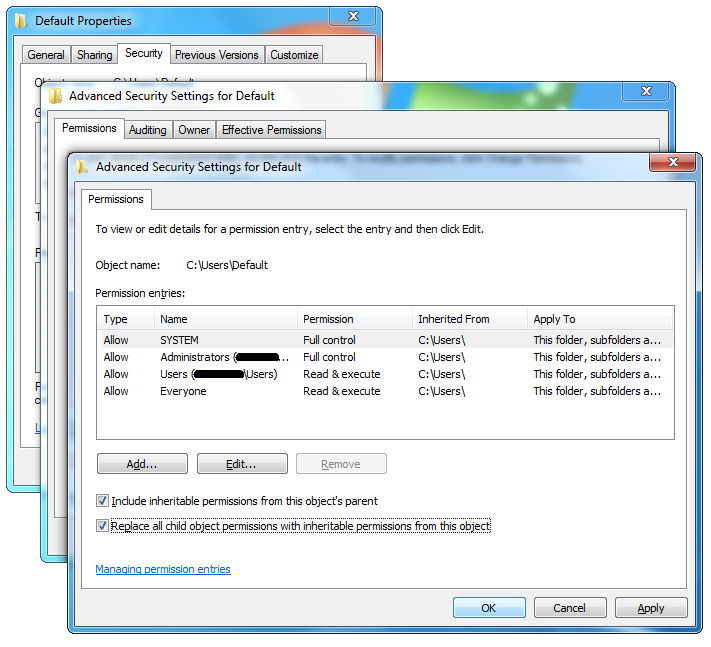 Default Properties
General Sharing Security Previous Versions Customize
Advanced Security Settings for Default
Permissions Auditing Owner Effective Permissions
Advanced Security Settings for Default
Permissions
To view or edit details for a permission entry, select the entry and then click Edit.
Object name: C:\Users\Default
Permission entries:
Type Name Permission Inherited From Apply To
Allow SYSTEM Full control C:\Users\ This folder, subfolders a...
Allow Administrators ( ... Full control C:\Users\ This folder, subfolders a...
Allow Users ( \Users) Read & execute C:\Users\ This folder, subfolders a...
Allow Everyone Read & execute C:\Users\ This folder, subfolders a...
Add... Edit... Remove
Include inheritable permissions from this object's parent
Replace all child object permissions with inheritable permissions from this object
Managing permission entries
OK Cancel Apply